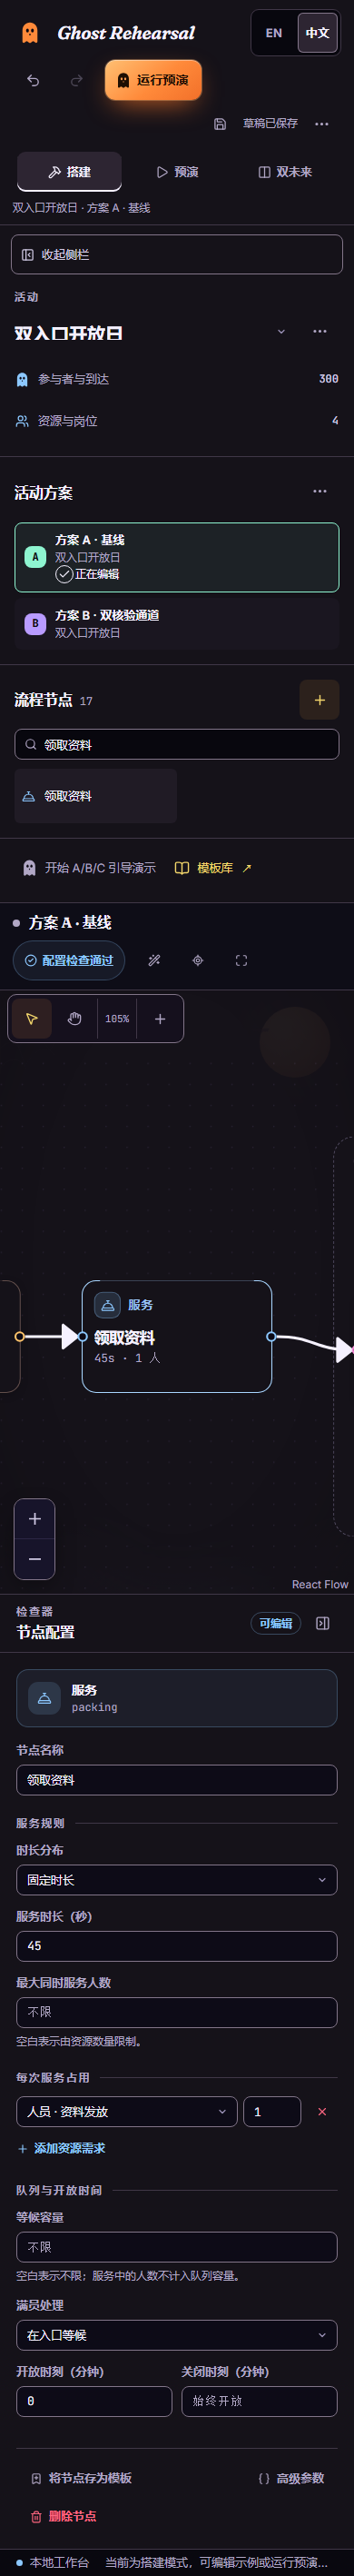 Ghost Rehearsal
EN 中文
运行预演
草稿已保存
搭建 预演 双未来
双入口开放日 · 方案 A · 基线
收起侧栏
活动
双入口开放日
参与者与到达 300
资源与岗位 4
活动方案
A 方案 A · 基线
双入口开放日
正在编辑
B 方案 B · 双核验通道
双入口开放日
流程节点 17
领取资料
领取资料
开始 A/B/C 引导演示 模板库 ↗
方案 A · 基线
配置检查通过
105%
服务
领取资料
45s · 1 人
React Flow
检查器
节点配置
可编辑
服务
packing
节点名称
领取资料
服务规则
时长分布
固定时长
服务时长（秒）
45
最大同时服务人数
不限
空白表示由资源数量限制。
每次服务占用
人员 · 资料发放 1
添加资源需求
队列与开放时间
等候容量
不限
空白表示不限；服务中的人数不计入队列容量。
满员处理
在入口等候
开放时刻（分钟） 关闭时刻（分钟）
0 始终开放
将节点存为模板 高级参数
删除节点
本地工作台 当前为搭建模式，可编辑示例或运行预演...